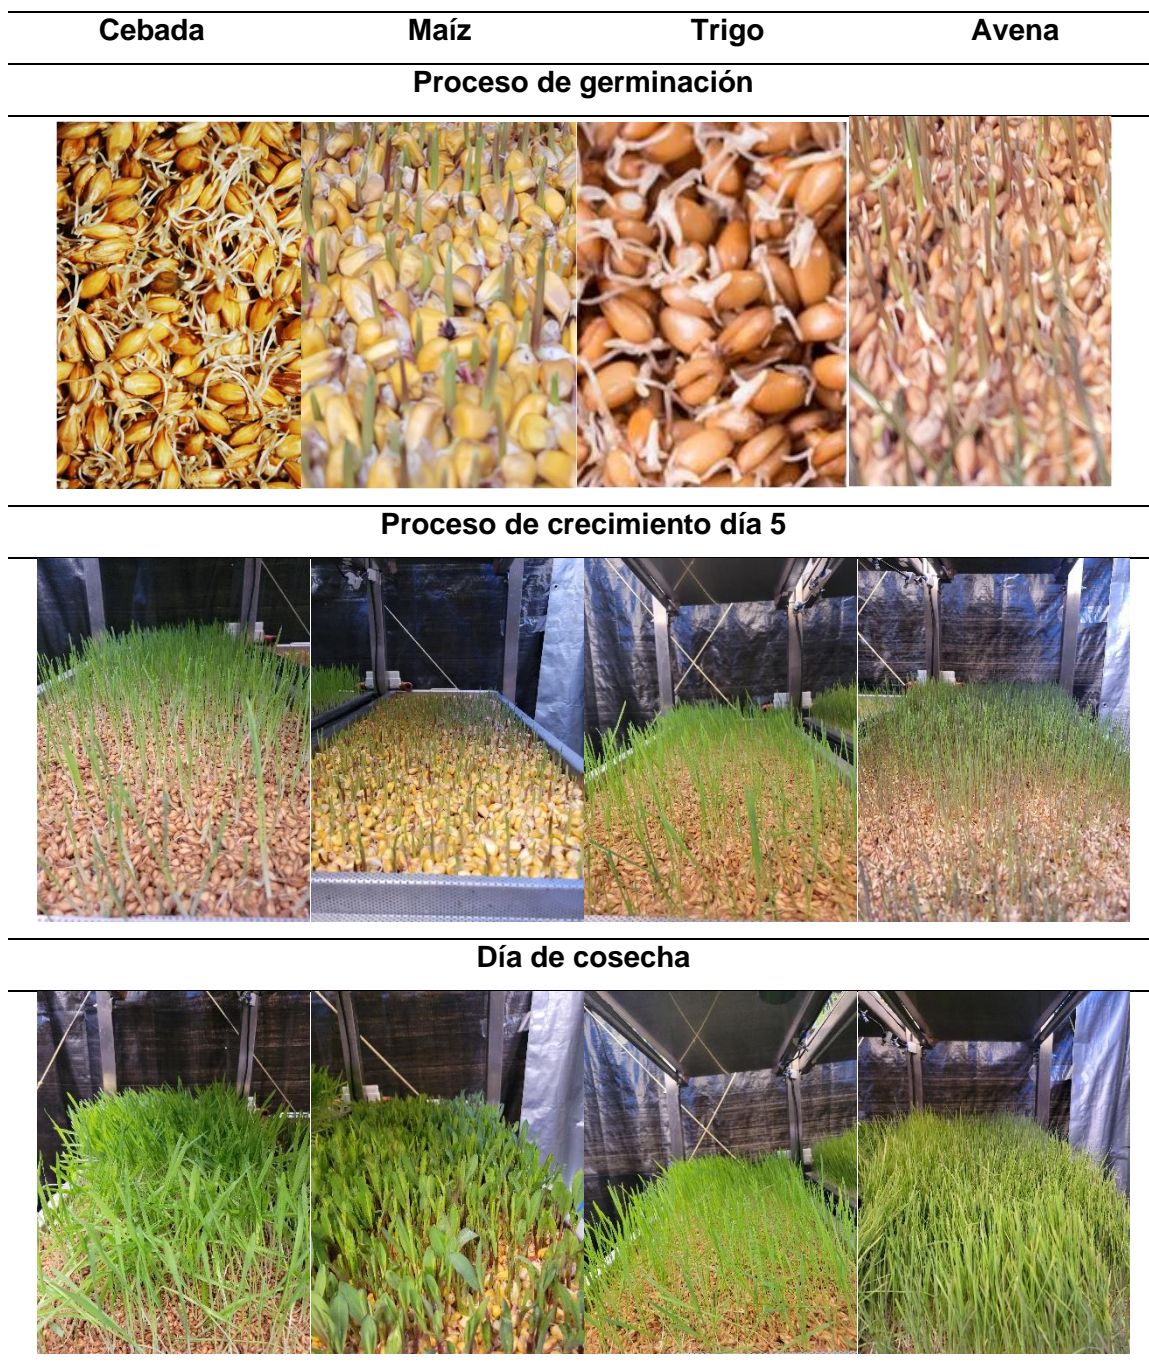 Cebada Maíz Trigo Avena
Proceso de germinación
Proceso de crecimiento día 5
Día de cosecha